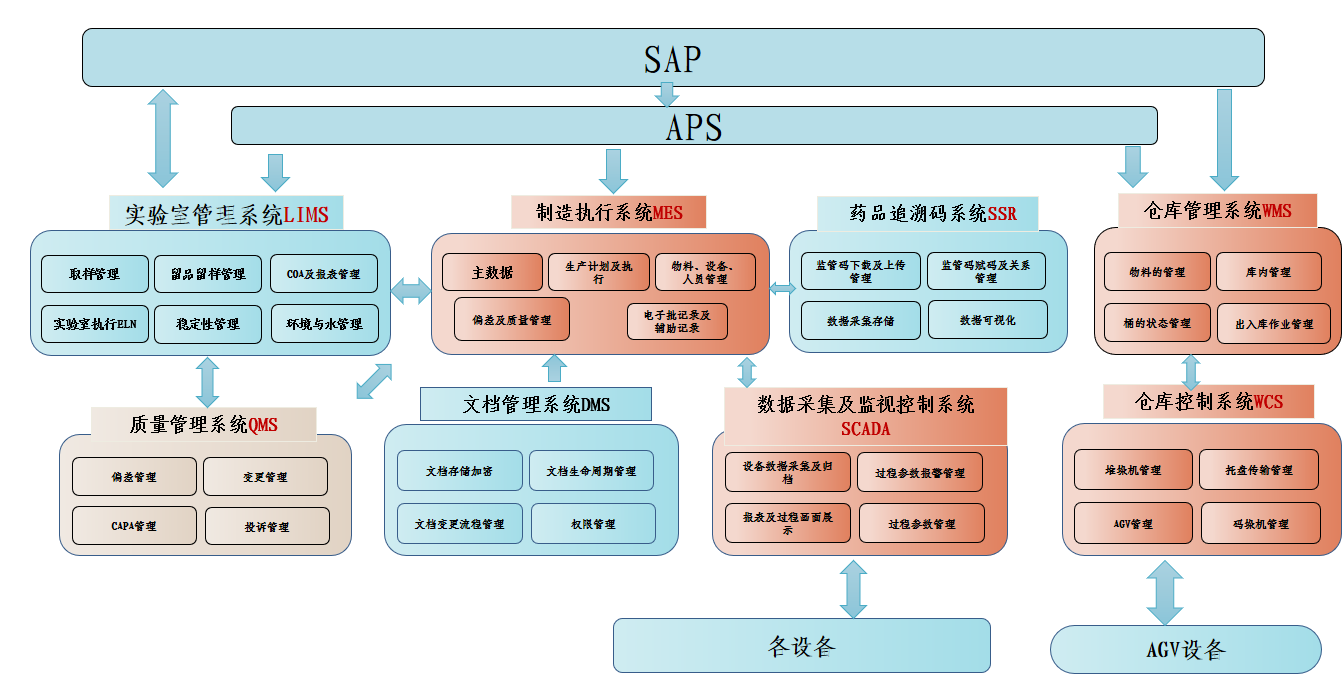 SAP
APS
实验室管理系统LIMS
取样管理
留品留样管理
COA及报表管理
实验室执行ELN
稳定性管理
环境与水管理
制造执行系统MES
主数据
生产计划及执
行
物料、设备、
人员管理
偏差及质量管理
电子批记录及
辅助记录
药品追溯码系统SSR
监管码下载及上传
管理
监管码赋码及关系
管理
数据采集存储
数据可视化
仓库管理系统WMS
物料的管理
库内管理
桶的状态管理
出入库作业管理
质量管理系统QMS
偏差管理
变更管理
CAPA管理
投诉管理
文档管理系统DMS
文档存储加密
文档生命周期管理
文档变更流程管理
权限管理
数据采集及监视控制系统
SCADA
设备数据采集及归
档
过程参数报警管理
报表及过程画面展
示
过程参数管理
仓库控制系统WCS
堆垛机管理
托盘传输管理
AGV管理
码垛机管理
各设备
AGV设备